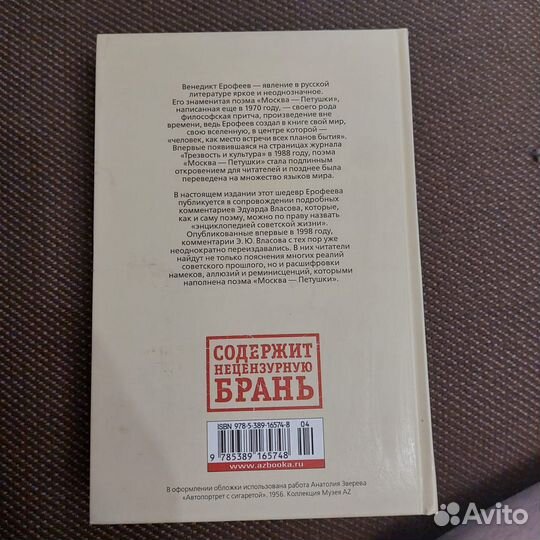 Венедикт Ерофеев — явление в русской
литературе яркое и неоднозначное.
Его знаменитая поэма «Москва — Петушки»,
написанная еще в 1970 году, — своего рода
философская притча, произведение вне
времени, ведь Ерофеев создал в книге свой мир,
свою вселенную, в центре которой —
«человек, как место встречи всех планов бытия».
Впервые появившаяся на страницах журнала
«Трезвость и культура» в 1988 году, поэма
«Москва — Петушки» стала подлинным
откровением для читателей и позднее была
переведена на множество языков мира.
В настоящем издании этот шедевр Ерофеева
публикуется в сопровождении подробных
комментариев Эдуарда Власова, которые,
как и саму поэму, можно по праву назвать
«энциклопедией советской жизни».
Опубликованные впервые в 1998 году,
комментарии Э. Ю. Власова с тех пор уже
неоднократно переиздавались. В них читатели
найдут не только пояснения многих реалий
советского прошлого, но и расшифровки
намеков, аллюзий и реминисценций, которыми
наполнена поэма «Москва — Петушки».
СОДЕРЖИТ
НЕЦЕНЗУРНУЮ
БРАНЬ
ISBN 978-5-389-16574-8
04
9 785389 165748
www.azbooka.ru
В оформлении обложки использована работа Анатолия Зверева
«Автопортрет с сигаретой». 1956. Коллекция Музея AZ
Avito